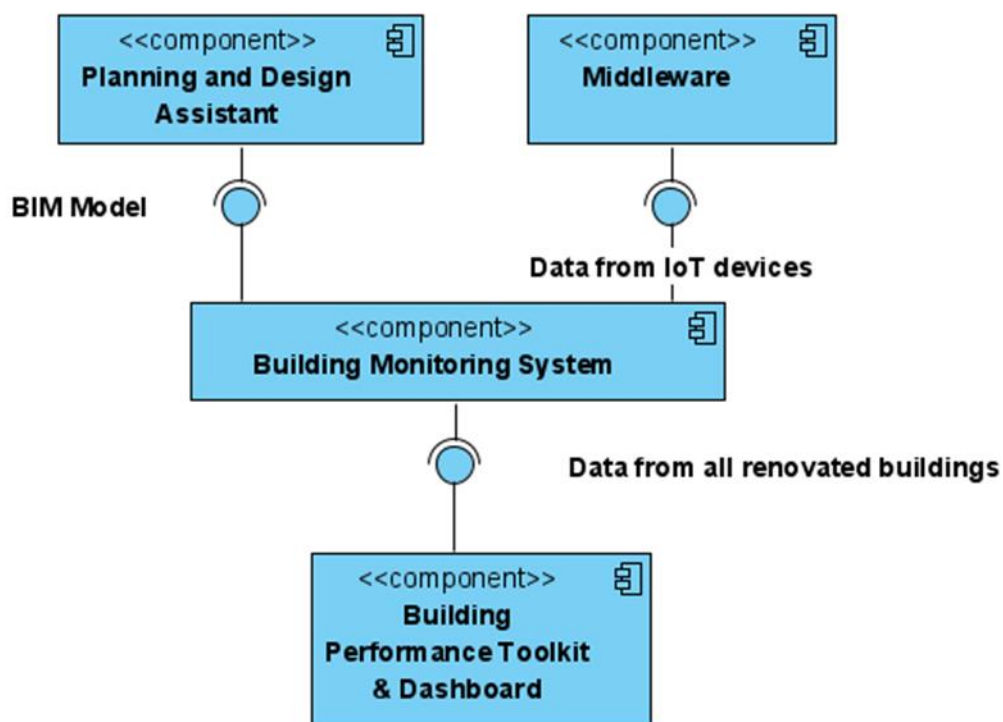 <<component>>
Planning and Design
Assistant
<<component>>
Middleware
BIM Model
Data from IoT devices
<<component>>
Building Monitoring System
Data from all renovated buildings
<<component>>
Building
Performance Toolkit
& Dashboard